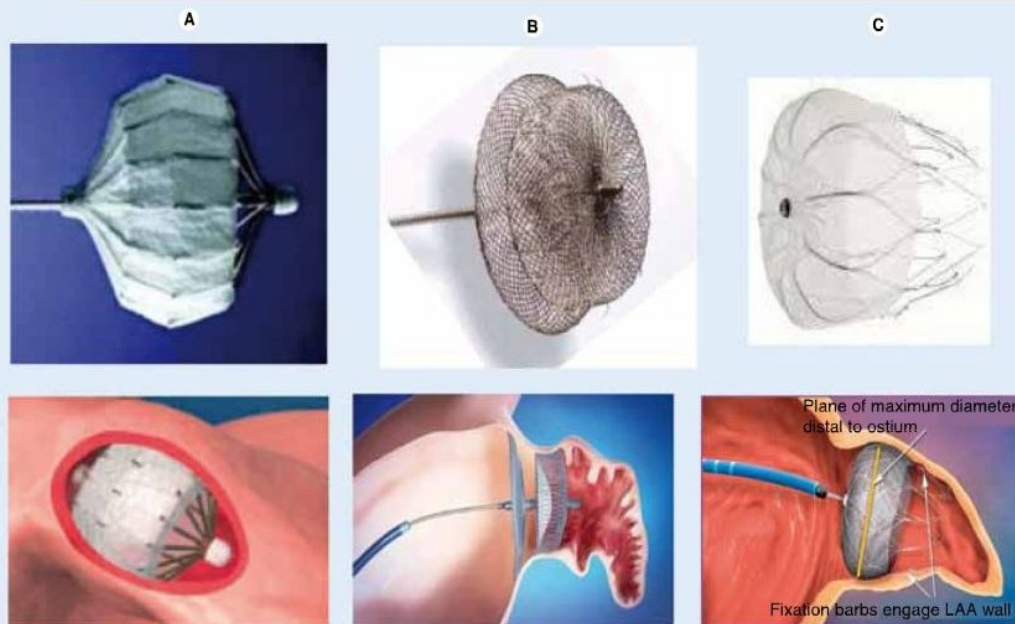 A
B
C
Plane of maximum diameter
distal to ostium
Fixation barbs engage LAA wall